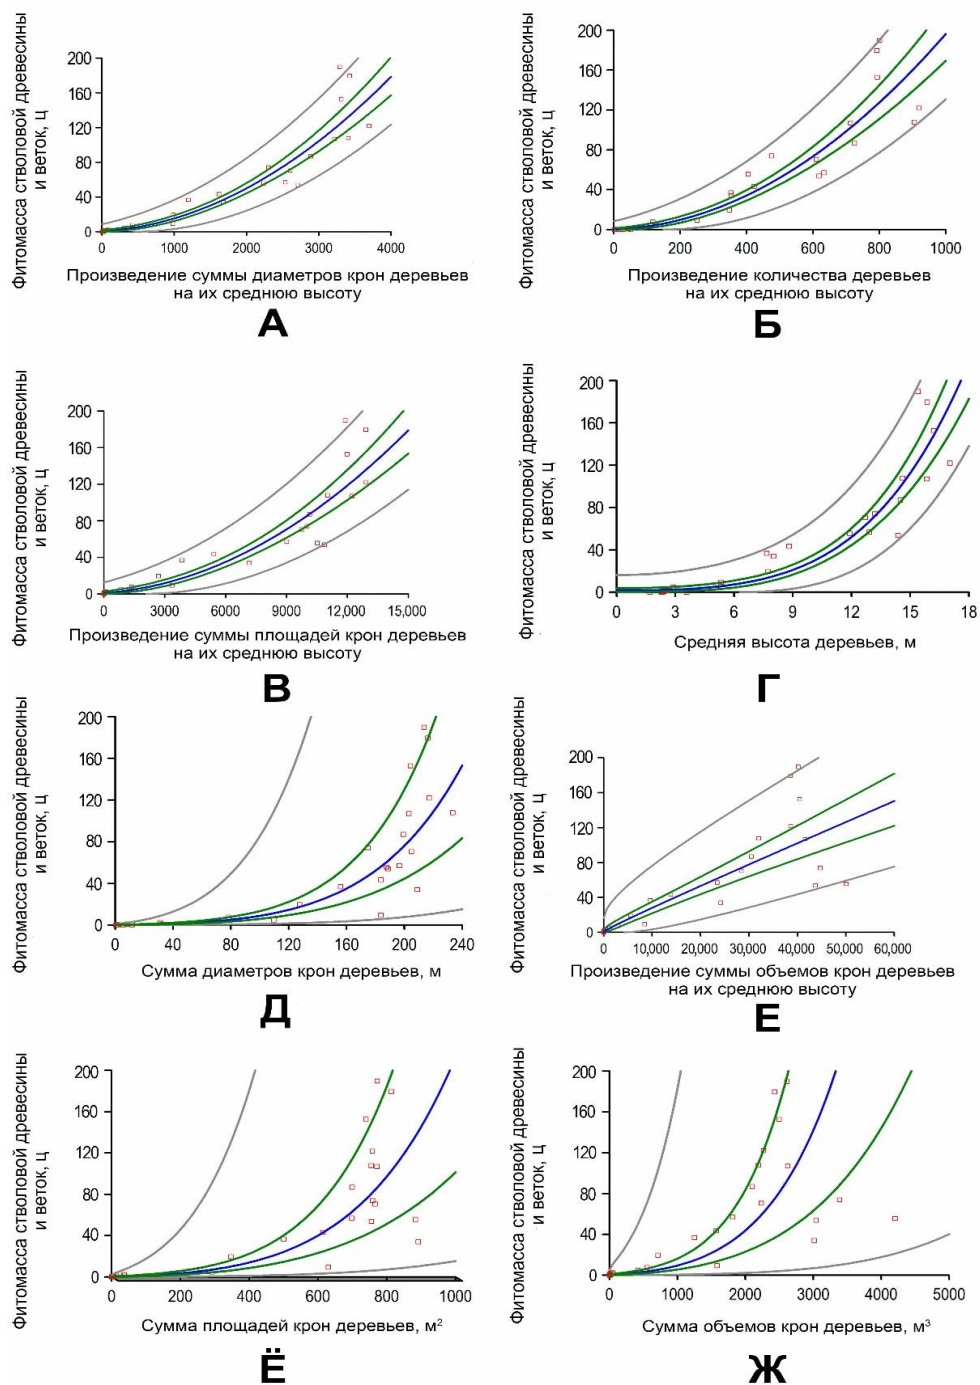 Фитомасса стволовой древесины
и веток, ц
200
160
120
80
40
0
0
1000
2000
3000
4000
Произведение суммы диаметров крон деревьев
на их среднюю высоту
А
Фитомасса стволовой древесины
и веток, ц
200
160
120
80
40
0
0
200
400
600
800
1000
Произведение количества деревьев
на их среднюю высоту
Б
Фитомасса стволовой древесины
и веток, ц
200
160
120
80
40
0
0
3000
6000
9000
12,000
15,000
Произведение суммы площадей крон деревьев
на их среднюю высоту
В
Фитомасса стволовой древесины
и веток, ц
200
160
120
80
40
0
0
3
6
9
12
15
18
Средняя высота деревьев, м
Г
Фитомасса стволовой древесины
и веток, ц
200
160
120
80
40
0
0
40
80
120
160
200
240
Сумма диаметров крон деревьев, м
Д
Фитомасса стволовой древесины
и веток, ц
200
160
120
80
40
0
0
10,000
20,000
30,000
40,000
50,000
60,000
Произведение суммы объемов крон деревьев
на их среднюю высоту
Е
Фитомасса стволовой древесины
и веток, ц
200
160
120
80
40
0
0
200
400
600
800
1000
Сумма площадей крон деревьев, м²
Ё
Фитомасса стволовой древесины
и веток, ц
200
160
120
80
40
0
0
1000
2000
3000
4000
5000
Сумма объемов крон деревьев, м³
Ж